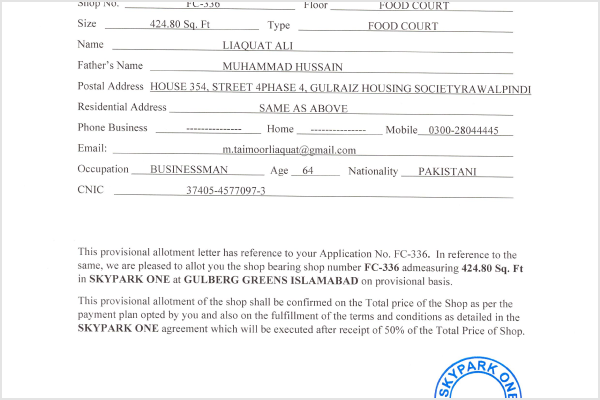 Shop No. FC-336 Floor FOOD COURT
Size 424.80 Sq. Ft Type FOOD COURT
Name LIAQUAT ALI
Father's Name MUHAMMAD HUSSAIN
Postal Address HOUSE 354, STREET 4PHASE 4, GULRAIZ HOUSING SOCIETYRAWALPINDI
Residential Address SAME AS ABOVE
Phone Business --------------- Home --------------- Mobile 0300-28044445
Email: m.taimoorliaquat@gmail.com
Occupation BUSINESSMAN Age 64 Nationality PAKISTANI
CNIC 37405-4577097-3
This provisional allotment letter has reference to your Application No. FC-336. In reference to the
same, we are pleased to allot you the shop bearing shop number FC-336 admeasuring 424.80 Sq. Ft
in SKYPARK ONE at GULBERG GREENS ISLAMABAD on provisional basis.
This provisional allotment of the shop shall be confirmed on the Total price of the Shop as per the
payment plan opted by you and also on the fulfillment of the terms and conditions as detailed in the
SKYPARK ONE agreement which will be executed after receipt of 50% of the Total Price of Shop.
SKYPARK ONE